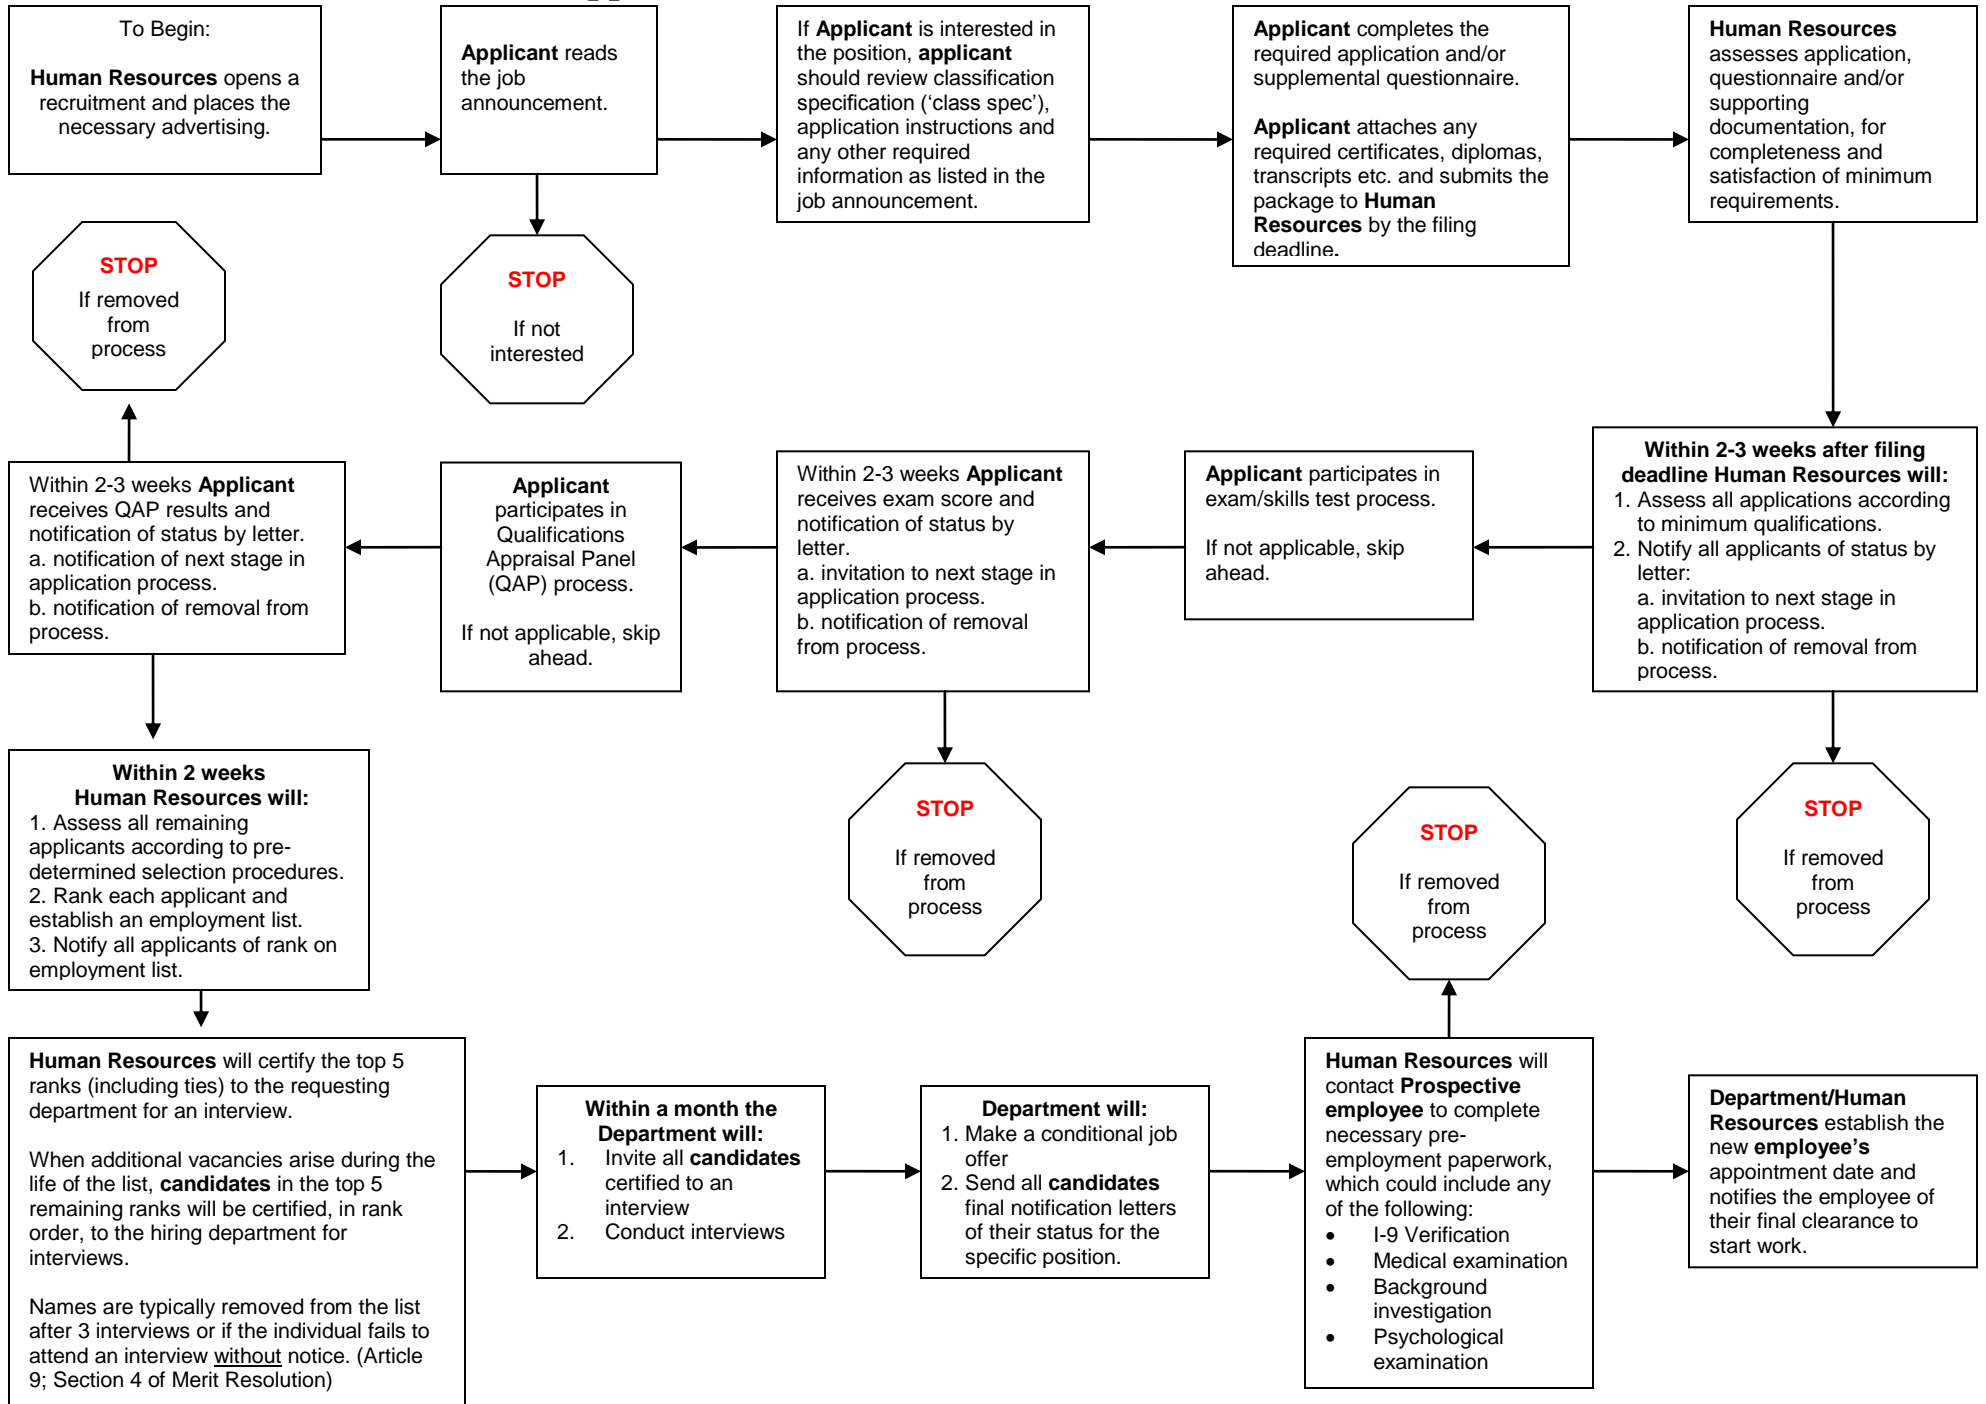 To Begin:
Human Resources opens a
recruitment and places the
necessary advertising.
Applicant reads
the job
announcement.
If Applicant is interested in
the position, applicant
should review classification
specification (‘class spec’),
application instructions and
any other required
information as listed in the
job announcement.
Applicant completes the
required application and/or
supplemental questionnaire.
Applicant attaches any
required certificates, diplomas,
transcripts etc. and submits the
package to Human
Resources by the filing
deadline.
Human Resources
assesses application,
questionnaire and/or
supporting
documentation, for
completeness and
satisfaction of minimum
requirements.
STOP
If removed
from
process
STOP
If not
interested
Within 2-3 weeks after filing
deadline Human Resources will:
1. Assess all applications according
to minimum qualifications.
2. Notify all applicants of status by
letter:
a. invitation to next stage in
application process.
b. notification of removal from
process.
Applicant participates in
exam/skills test process.
If not applicable, skip
ahead.
Within 2-3 weeks Applicant
receives exam score and
notification of status by
letter.
a. invitation to next stage in
application process.
b. notification of removal
from process.
Applicant
participates in
Qualifications
Appraisal Panel
(QAP) process.
If not applicable, skip
ahead.
Within 2-3 weeks Applicant
receives QAP results and
notification of status by letter.
a. notification of next stage in
application process.
b. notification of removal from
process.
Within 2 weeks
Human Resources will:
1. Assess all remaining
applicants according to pre-
determined selection procedures.
2. Rank each applicant and
establish an employment list.
3. Notify all applicants of rank on
employment list.
STOP
If removed
from
process
STOP
If removed
from
process
STOP
If removed
from
process
Human Resources will certify the top 5
ranks (including ties) to the requesting
department for an interview.
When additional vacancies arise during the
life of the list, candidates in the top 5
remaining ranks will be certified, in rank
order, to the hiring department for
interviews.
Names are typically removed from the list
after 3 interviews or if the individual fails to
attend an interview without notice. (Article
9; Section 4 of Merit Resolution)
Within a month the
Department will:
1. Invite all candidates
certified to an
interview
2. Conduct interviews
Department will:
1. Make a conditional job
offer
2. Send all candidates
final notification letters
of their status for the
specific position.
Human Resources will
contact Prospective
employee to complete
necessary pre-
employment paperwork,
which could include any
of the following:
• I-9 Verification
• Medical examination
• Background
investigation
• Psychological
examination
Department/Human
Resources establish the
new employee’s
appointment date and
notifies the employee of
their final clearance to
start work.